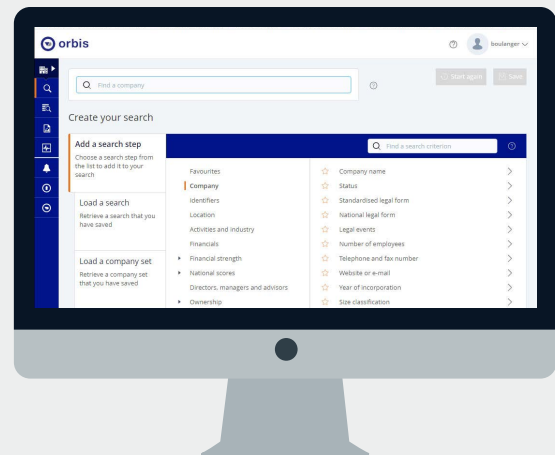 orbis
boulanger
Find a company
Start again
Save
Create your search
Add a search step
Choose a search step from
the list to add it to your
search
Load a search
Retrieve a search that you
have saved
Load a company set
Retrieve a company set
that you have saved
Find a search criterion
Favourites
Company
Identifiers
Location
Activities and industry
Financials
Financial strength
National scores
Directors, managers and advisors
Ownership
Company name
Status
Standardised legal form
National legal form
Legal events
Number of employees
Telephone and fax number
Website or e-mail
Year of incorporation
Size classification